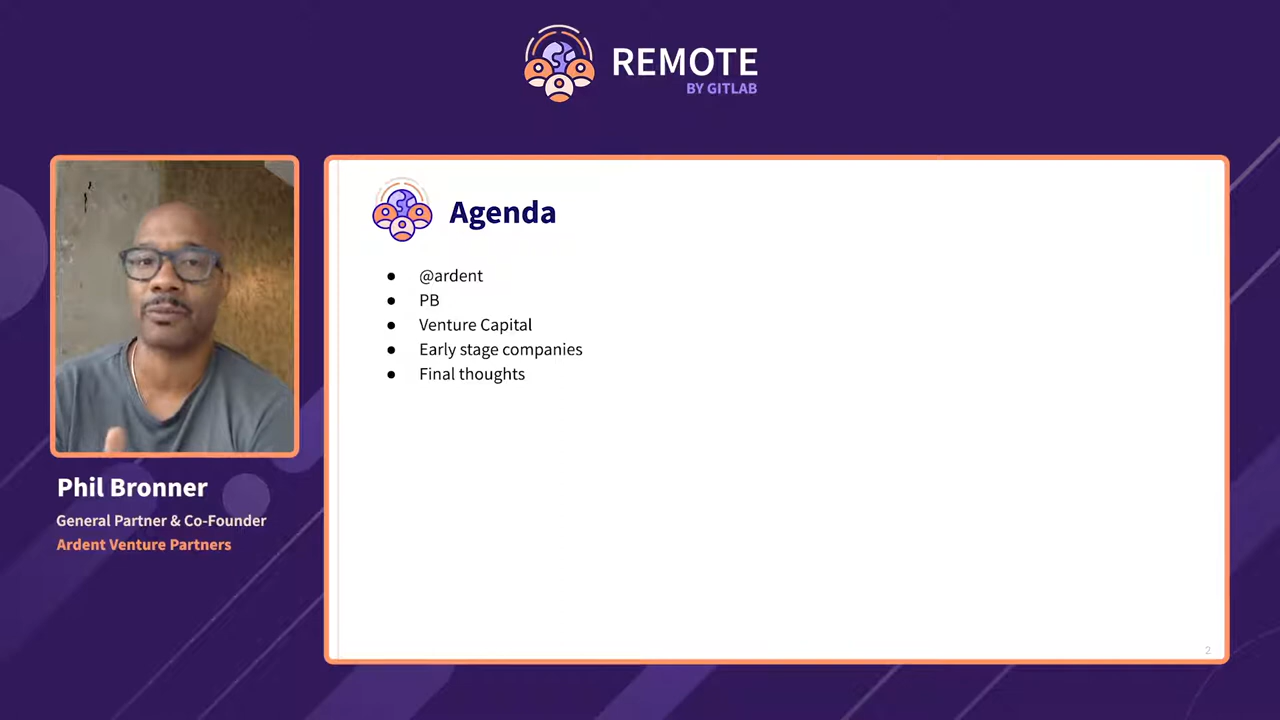 REMOTE
BY GITLAB
Agenda
● @ardent
● PB
● Venture Capital
● Early stage companies
● Final thoughts
2
Phil Bronner
General Partner & Co-Founder
Ardent Venture Partners